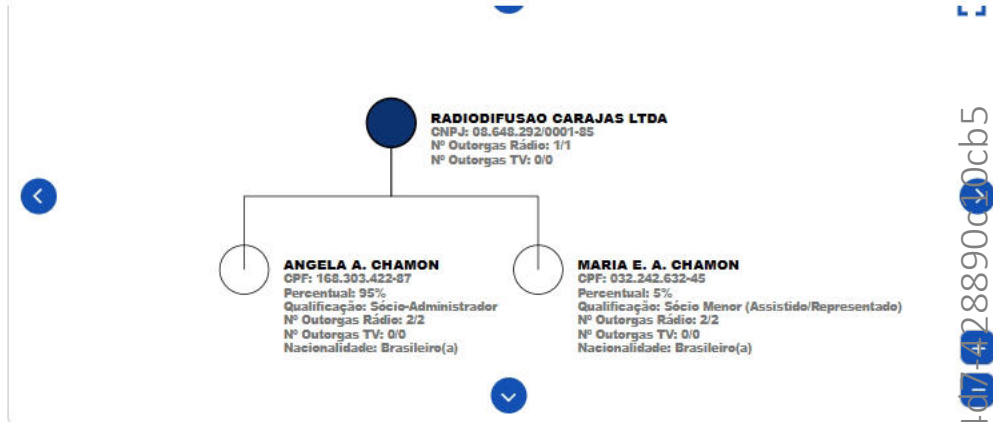 RADIODIFUSAO CARAJAS LTDA
CNPJ: 08.648.292/0001-85
Nº Outorgas Rádio: 1/1
Nº Outorgas TV: 0/0
ANGELA A. CHAMON
CPF: 168.303.422-87
Percentual: 95%
Qualificação: Sócio-Administrador
Nº Outorgas Rádio: 2/2
Nº Outorgas TV: 0/0
Nacionalidade: Brasileiro(a)
MARIA E. A. CHAMON
CPF: 032.242.632-45
Percentual: 5%
Qualificação: Sócio Menor (Assistido/Representado)
Nº Outorgas Rádio: 2/2
Nº Outorgas TV: 0/0
Nacionalidade: Brasileiro(a)